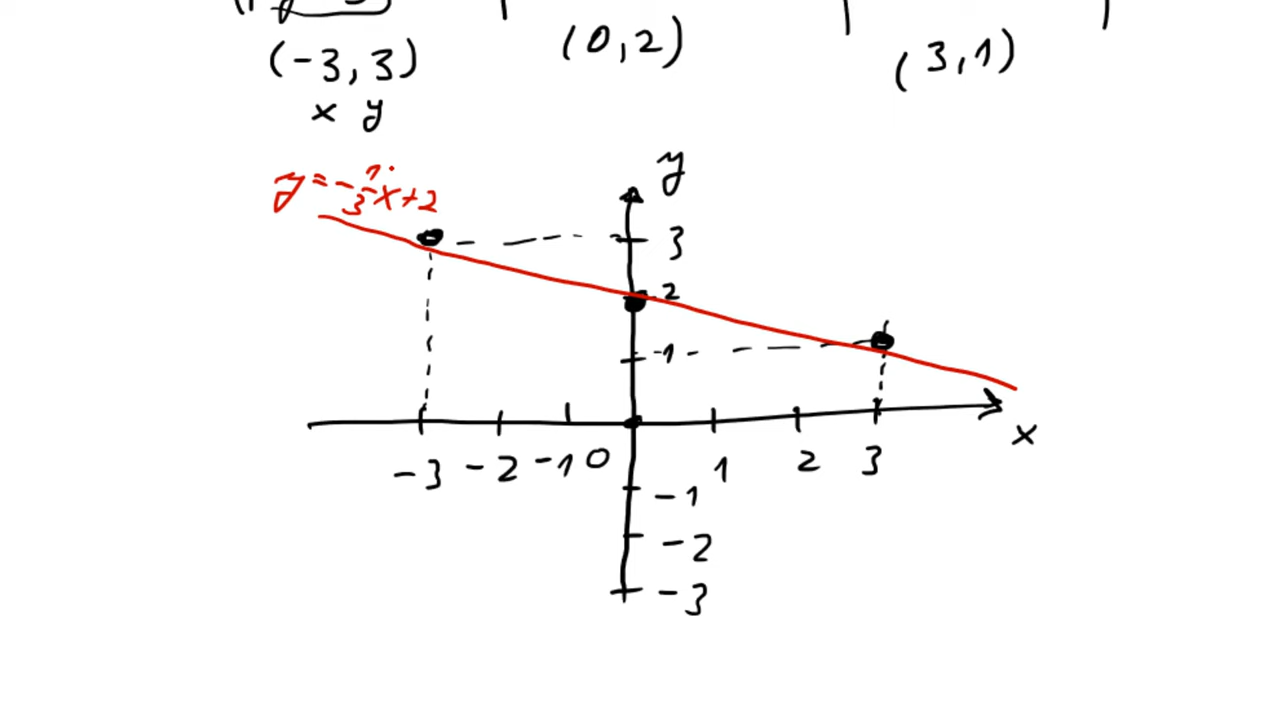 (-3, 3)
(0, 2)
(3, 1)
x y
y = -1/3 x + 2
y
3
2
1
x
-3 -2 -1 0 1 2 3
-1
-2
-3